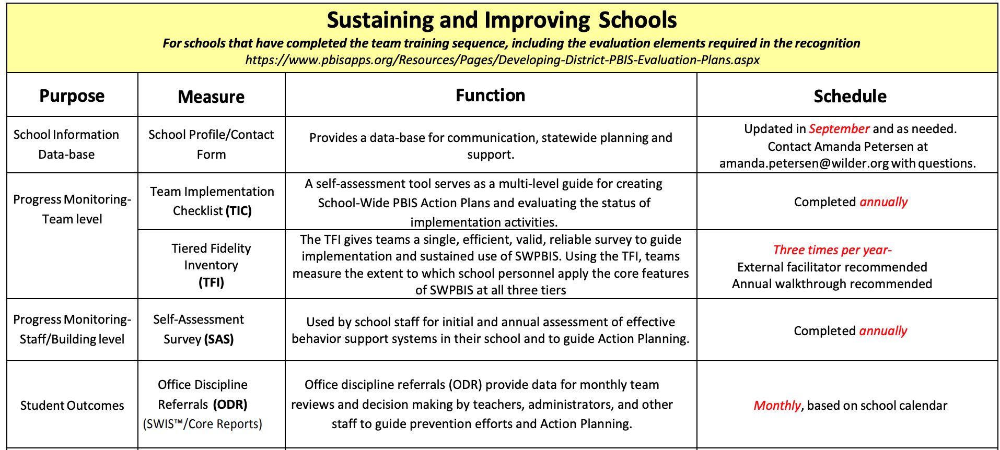 Sustaining and Improving Schools
For schools that have completed the team training sequence, including the evaluation elements required in the recognition
https://www.pbisapps.org/Resources/Pages/Developing-District-PBIS-Evaluation-Plans.aspx
Purpose
Measure
Function
Schedule
School Information
Data-base
School Profile/Contact
Form
Provides a data-base for communication, statewide planning and
support.
Updated in September and as needed.
Contact Amanda Petersen at
amanda.petersen@wilder.org with questions.
Progress Monitoring-
Team level
Team Implementation
Checklist (TIC)
A self-assessment tool serves as a multi-level guide for creating
School-Wide PBIS Action Plans and evaluating the status of
implementation activities.
Completed annually
Tiered Fidelity
Inventory
(TFI)
The TFI gives teams a single, efficient, valid, reliable survey to guide
implementation and sustained use of SWPBIS. Using the TFI, teams
measure the extent to which school personnel apply the core features
of SWPBIS at all three tiers
Three times per year-
External facilitator recommended
Annual walkthrough recommended
Progress Monitoring-
Staff/Building level
Self-Assessment
Survey (SAS)
Used by school staff for initial and annual assessment of effective
behavior support systems in their school and to guide Action Planning.
Completed annually
Student Outcomes
Office Discipline
Referrals (ODR)
(SWIS™/Core Reports)
Office discipline referrals (ODR) provide data for monthly team
reviews and decision making by teachers, administrators, and other
staff to guide prevention efforts and Action Planning.
Monthly, based on school calendar